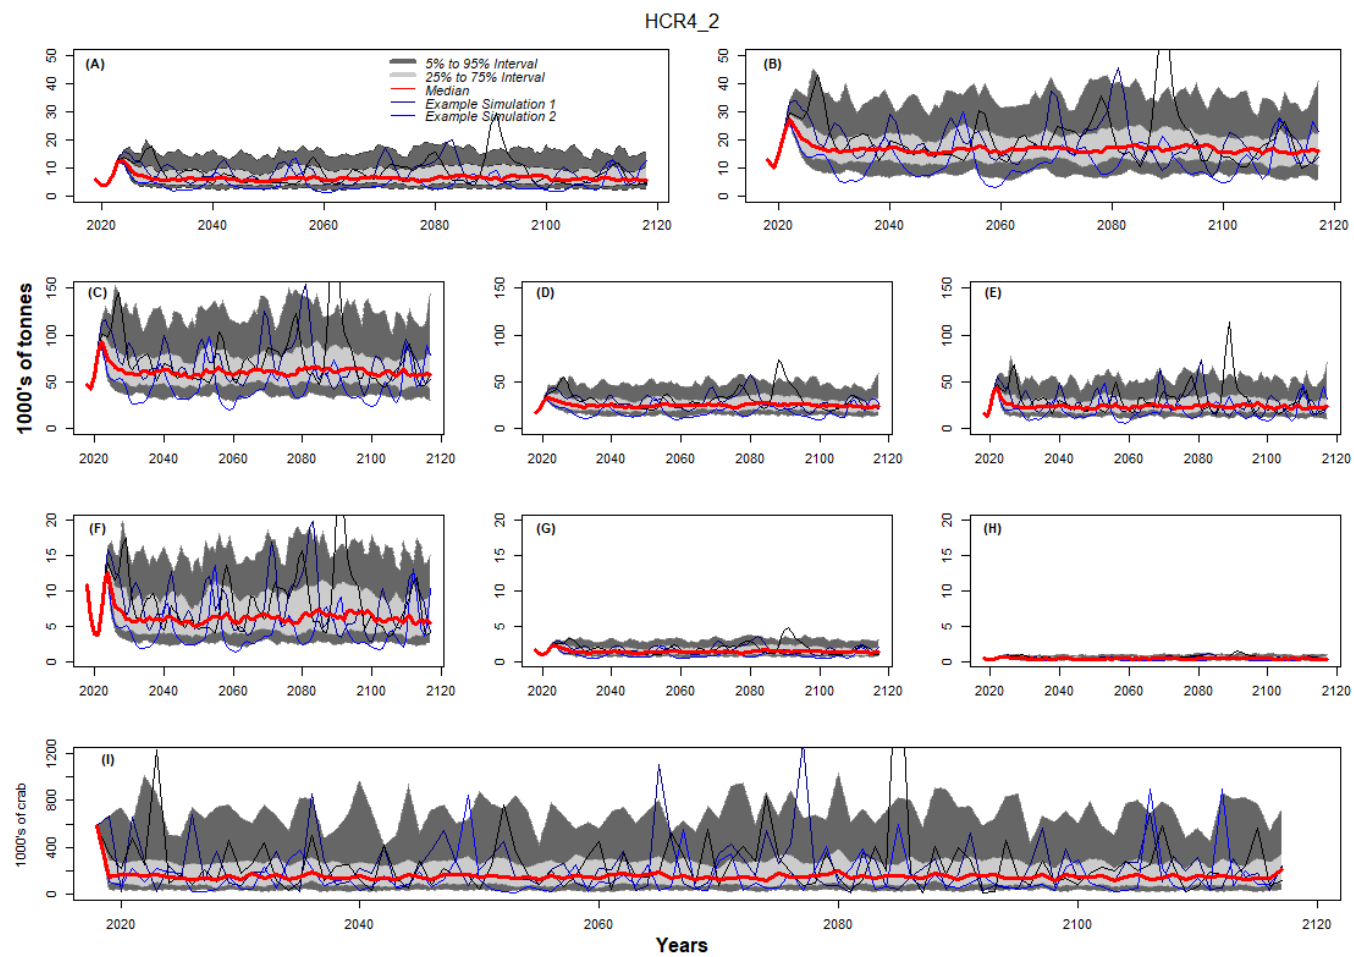 HCR4_2
(A)
5% to 95% Interval
25% to 75% Interval
Median
Example Simulation 1
Example Simulation 2
50
40
30
20
10
0
2020 2040 2060 2080 2100 2120
(B)
50
40
30
20
10
0
2020 2040 2060 2080 2100 2120
1000's of tonnes
(C)
150
100
50
0
2020 2040 2060 2080 2100 2120
(D)
150
100
50
0
2020 2040 2060 2080 2100 2120
(E)
150
100
50
0
2020 2040 2060 2080 2100 2120
(F)
20
15
10
5
0
2020 2040 2060 2080 2100 2120
(G)
20
15
10
5
0
2020 2040 2060 2080 2100 2120
(H)
20
15
10
5
0
2020 2040 2060 2080 2100 2120
1000's of crab
(I)
1200
800
400
0
2020 2040 2060 2080 2100 2120
Years